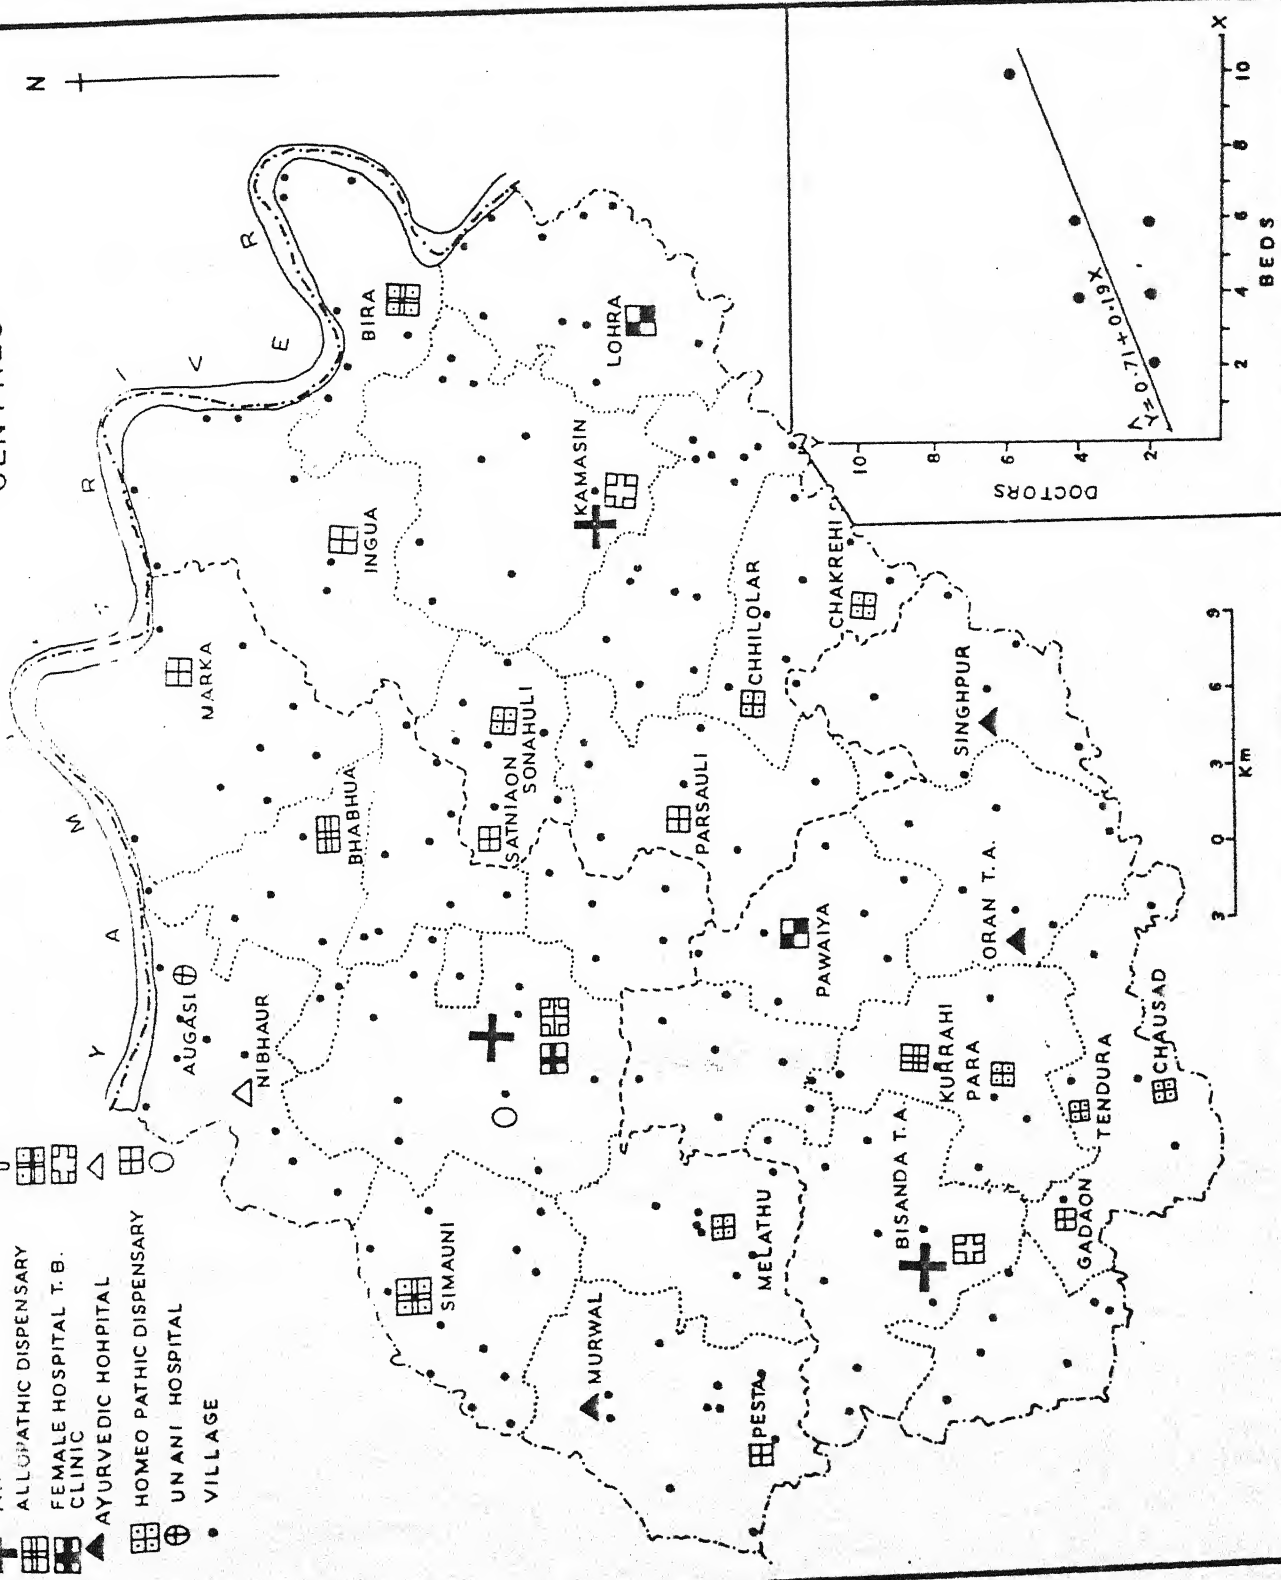 N
ALLOPATHIC DISPENSARY
FEMALE HOSPITAL T. B.
CLINIC
AYURVEDIC HOHPITAL
HOMEO PATHIC DISPENSARY
UNANI HOSPITAL
VILLAGE
Y A M
R I V E R
AUGASI
NIBHAUR
MARKA
BHABHUA
INGUA
BIRA
LOHRA
KAMASIN
SATNIAON
SONAHULI
SIMAUNI
MURWAL
MELATHU
PESTA
PARSAULI
CHHILOLAR
CHAKREHI
PAWAIYA
SINGHPUR
ORAN T. A.
BISANDA T. A.
KURRAHI
PARA
TENDURA
GADAON
CHAUSAD
3 0 3 6 9
Km
Y
10
8
6
4
2
DOCTORS
Ŷ=0.71+0.19X
2 4 6 8 10 X
BEDS